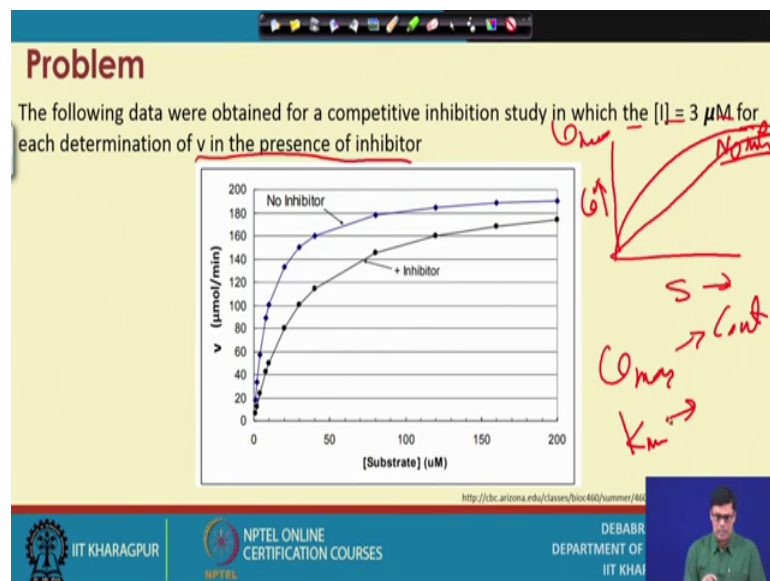 Problem
The following data were obtained for a competitive inhibition study in which the [I] = 3 μM for
each determination of v in the presence of inhibitor
200
180
160
140
120
100
80
60
40
20
0
v (μmol/min)
No Inhibitor
+ Inhibitor
0
50
100
150
200
[Substrate] (uM)
S →
Km →
http://cbc.arizona.edu/classes/bioc460/summer/460
IIT KHARAGPUR
NPTEL
NPTEL ONLINE
CERTIFICATION COURSES
DEBABR
DEPARTMENT OF
IIT KHAR